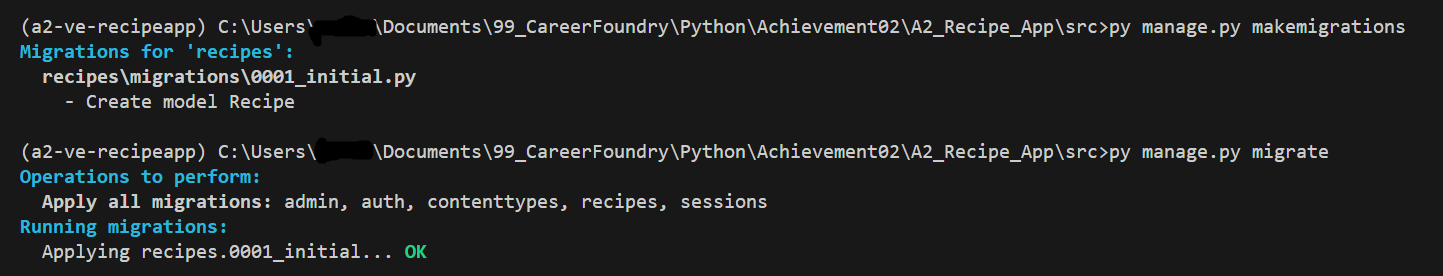 (a2-ve-recipeapp) C:\Users\ \Documents\99_CareerFoundry\Python\Achievement02\A2_Recipe_App\src>py manage.py makemigrations
Migrations for 'recipes':
  recipes\migrations\0001_initial.py
    - Create model Recipe
(a2-ve-recipeapp) C:\Users\ \Documents\99_CareerFoundry\Python\Achievement02\A2_Recipe_App\src>py manage.py migrate
Operations to perform:
  Apply all migrations: admin, auth, contenttypes, recipes, sessions
Running migrations:
  Applying recipes.0001_initial... OK